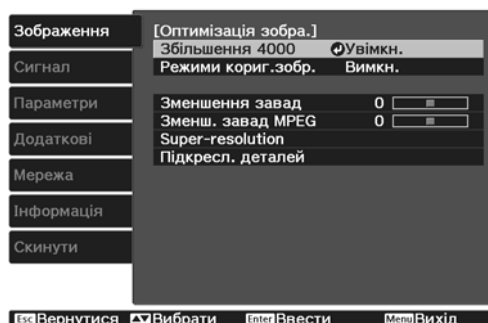 Зображення
Сигнал
Параметри
Додаткові
Мережа
Інформація
Скинути
[Оптимізація зобра.]
Збільшення 4000 Увімкн.
Режими кориг.зобр. Вимкн.
Зменшення завад 0
Зменш. завад MPEG 0
Super-resolution
Підкресл. деталей
Esc Вернутися Вибрати Enter Ввести Menu Вихід